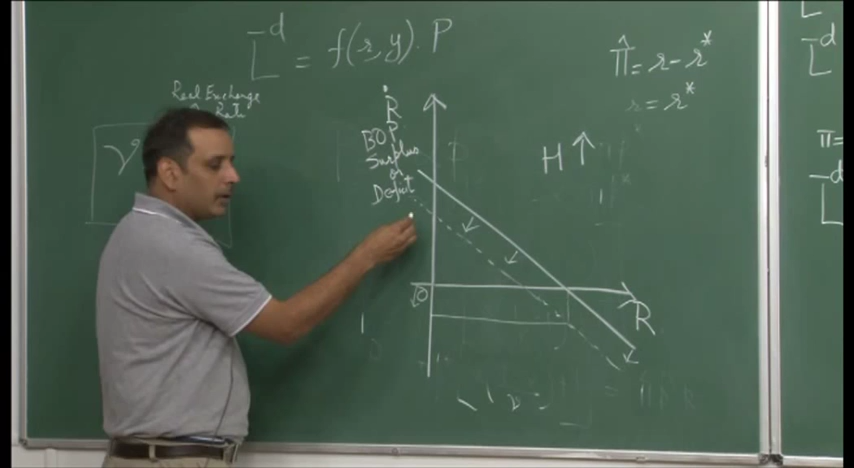 L̄ᵈ = f(r, y). P
Real Exchange
Rate
ν
Ṙ
BOP
Surplus
or
Deficit
0
R
H ↑
π̂ = r - r*
r = r*
L
L̄ᵈ
π =
L̄ᵈ